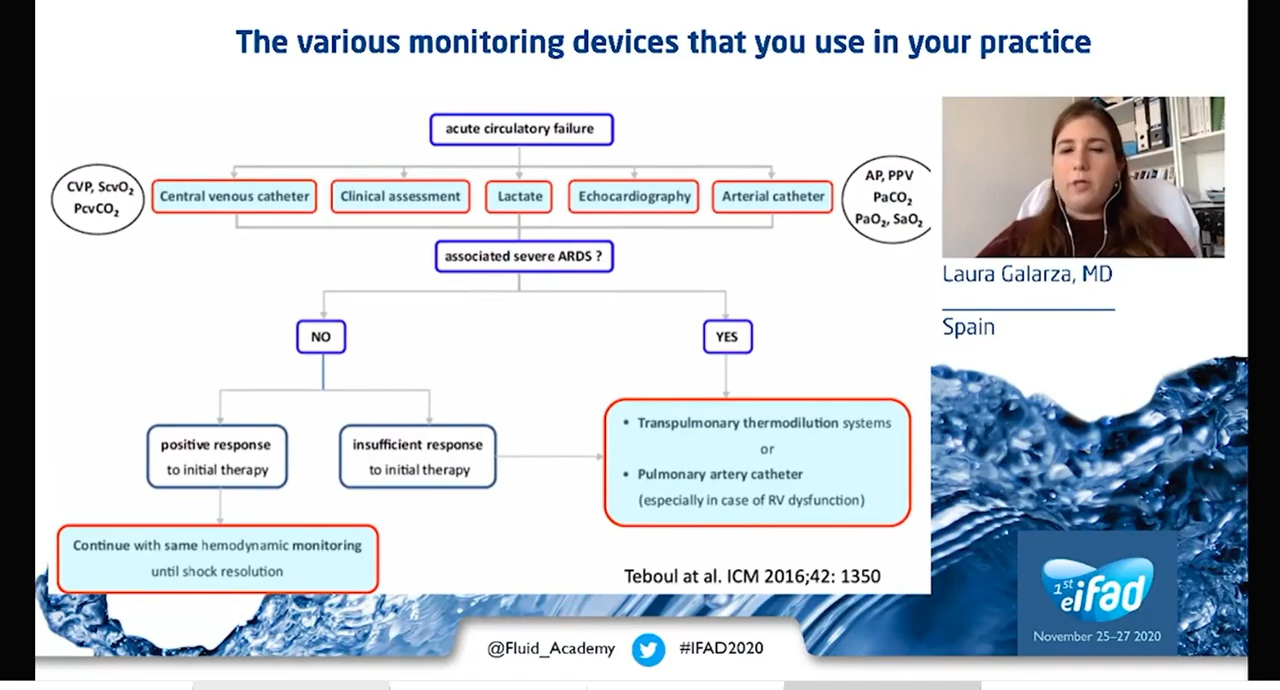 The various monitoring devices that you use in your practice
acute circulatory failure
CVP, ScvO₂
PcvCO₂
Central venous catheter
Clinical assessment
Lactate
Echocardiography
Arterial catheter
AP, PPV
PaCO₂
PaO₂, SaO₂
associated severe ARDS ?
NO
YES
positive response
to initial therapy
insufficient response
to initial therapy
• Transpulmonary thermodilution systems
or
• Pulmonary artery catheter
(especially in case of RV dysfunction)
Continue with same hemodynamic monitoring
until shock resolution
Teboul at al. ICM 2016;42: 1350
Laura Galarza, MD
Spain
1st
eifad
November 25–27 2020
@Fluid_Academy
#IFAD2020